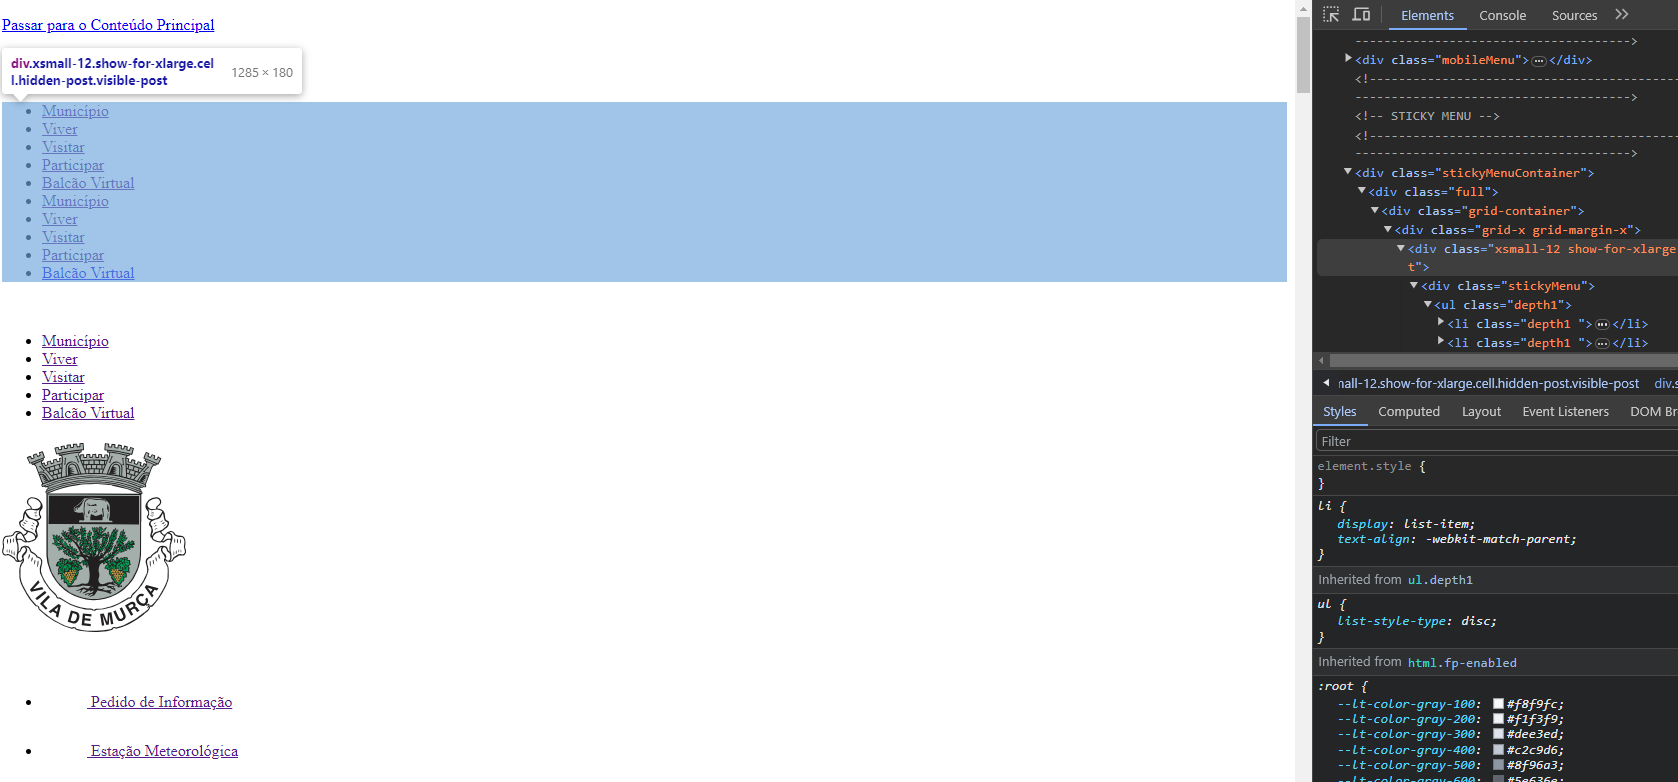 Passar para o Conteúdo Principal
div.xsmall-12.show-for-xlarge.cel
l.hidden-post.visible-post
1285 × 180
Município
Viver
Visitar
Participar
Balcão Virtual
Município
Viver
Visitar
Participar
Balcão Virtual
Município
Viver
Visitar
Participar
Balcão Virtual
VILA DE MURÇA
Pedido de Informação
Estação Meteorológica
Elements Console Sources
------------------------------------->
<div class="mobileMenu"> </div>
<!-----------------------------------------
------------------------------------->
<!-- STICKY MENU -->
<!-----------------------------------------
------------------------------------->
<div class="stickyMenuContainer">
<div class="full">
<div class="grid-container">
<div class="grid-x grid-margin-x">
<div class="xsmall-12 show-for-xlarge
t">
<div class="stickyMenu">
<ul class="depth1">
<li class="depth1 "> </li>
<li class="depth1 "> </li>
nall-12.show-for-xlarge.cell.hidden-post.visible-post div.s
Styles Computed Layout Event Listeners DOM Br
Filter
element.style {
}
li {
display: list-item;
text-align: -webkit-match-parent;
}
Inherited from ul.depth1
ul {
list-style-type: disc;
}
Inherited from html.fp-enabled
:root {
--lt-color-gray-100: #f8f9fc;
--lt-color-gray-200: #f1f3f9;
--lt-color-gray-300: #dee3ed;
--lt-color-gray-400: #c2c9d6;
--lt-color-gray-500: #8f96a3;
--lt-color-gray-600: #5e636e;